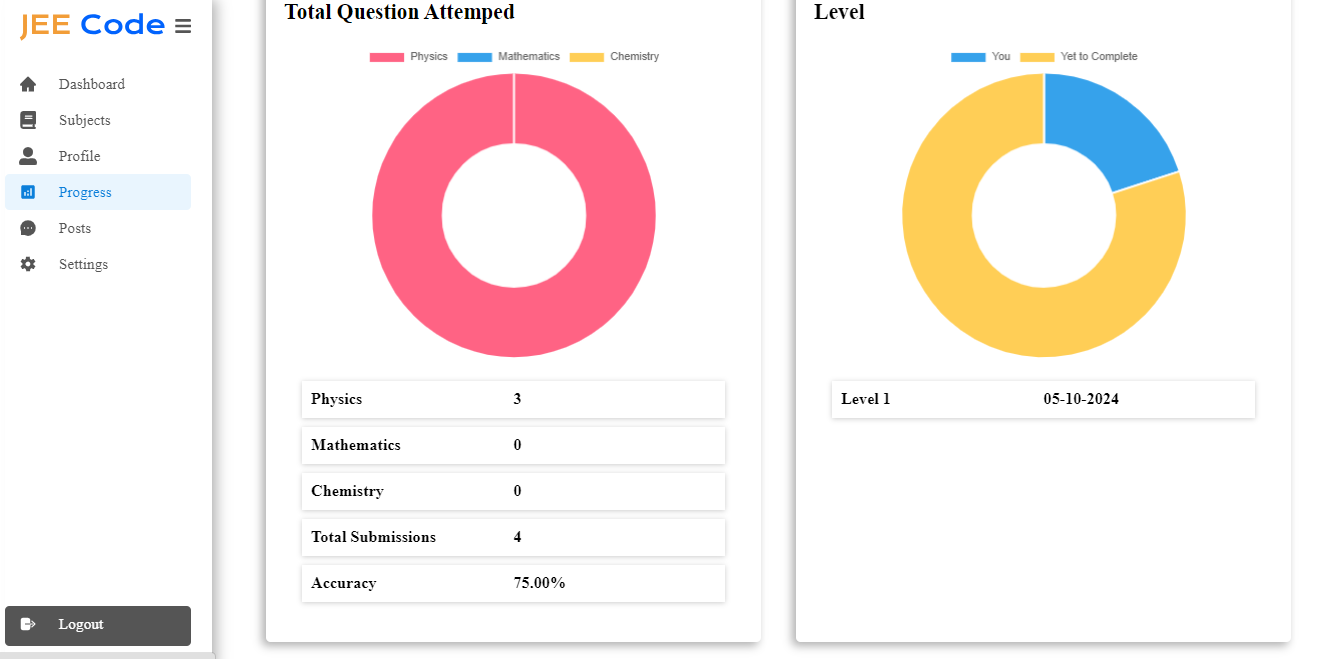 JEE Code
Dashboard
Subjects
Profile
Progress
Posts
Settings
Logout
Total Question Attemped
Physics Mathematics Chemistry
Physics 3
Mathematics 0
Chemistry 0
Total Submissions 4
Accuracy 75.00%
Level
You Yet to Complete
Level 1 05-10-2024